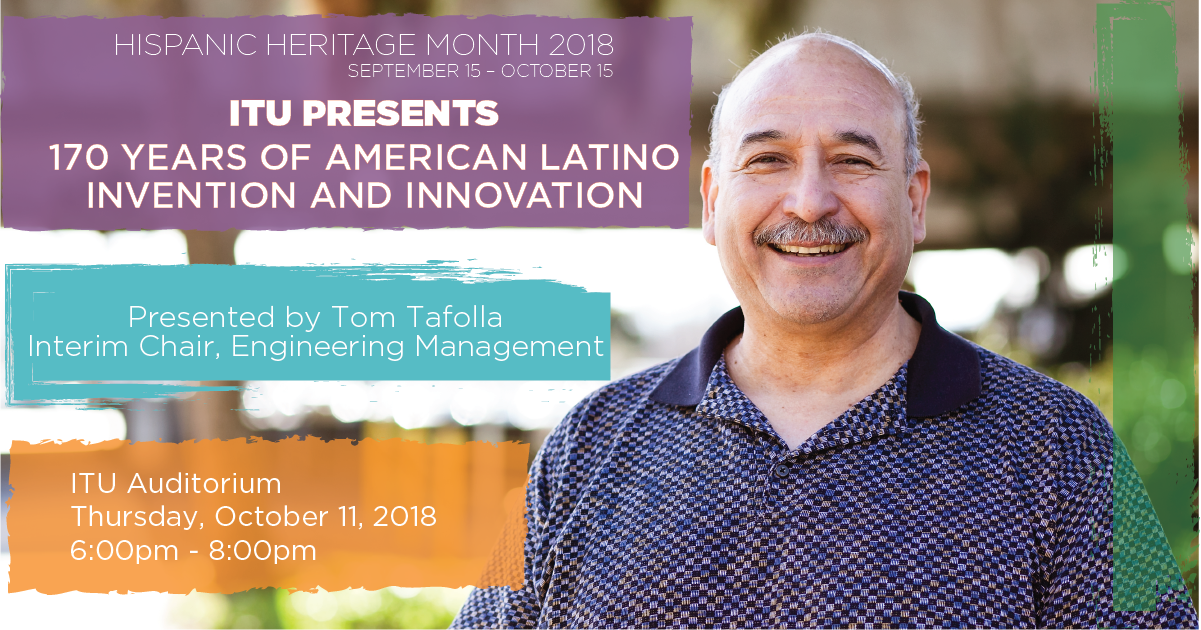 HISPANIC HERITAGE MONTH 2018
SEPTEMBER 15 – OCTOBER 15
ITU PRESENTS
170 YEARS OF AMERICAN LATINO
INVENTION AND INNOVATION
Presented by Tom Tafolla
Interim Chair, Engineering Management
ITU Auditorium
Thursday, October 11, 2018
6:00pm - 8:00pm